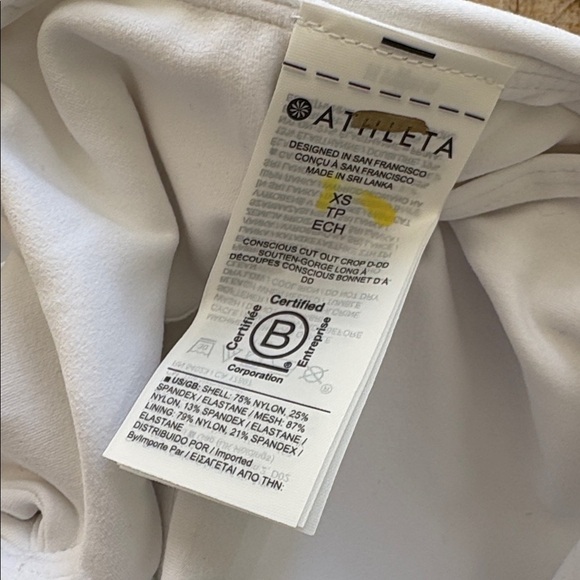 ATHLETA
DESIGNED IN SAN FRANCISCO
CONÇU À SAN FRANCISCO
MADE IN SRI LANKA
XS
TP
ECH
CONSCIOUS CUT OUT CROP D-DD
SOUTIEN-GORGE LONG À
DÉCOUPES CONSCIOUS BONNET D À
DD
Certified
Certifiée
B
®
Entreprise
Corporation
■ US/GB: SHELL: 75% NYLON, 25%
SPANDEX / ELASTANE / MESH: 87%
NYLON, 13% SPANDEX / ELASTANE /
LINING: 79% NYLON, 21% SPANDEX /
ELASTANE
DISTRIBUIDO POR / Imported
By/Importe Par / ΕΙΣΑΓΕΤΑΙ ΑΠΟ ΤΗΝ: